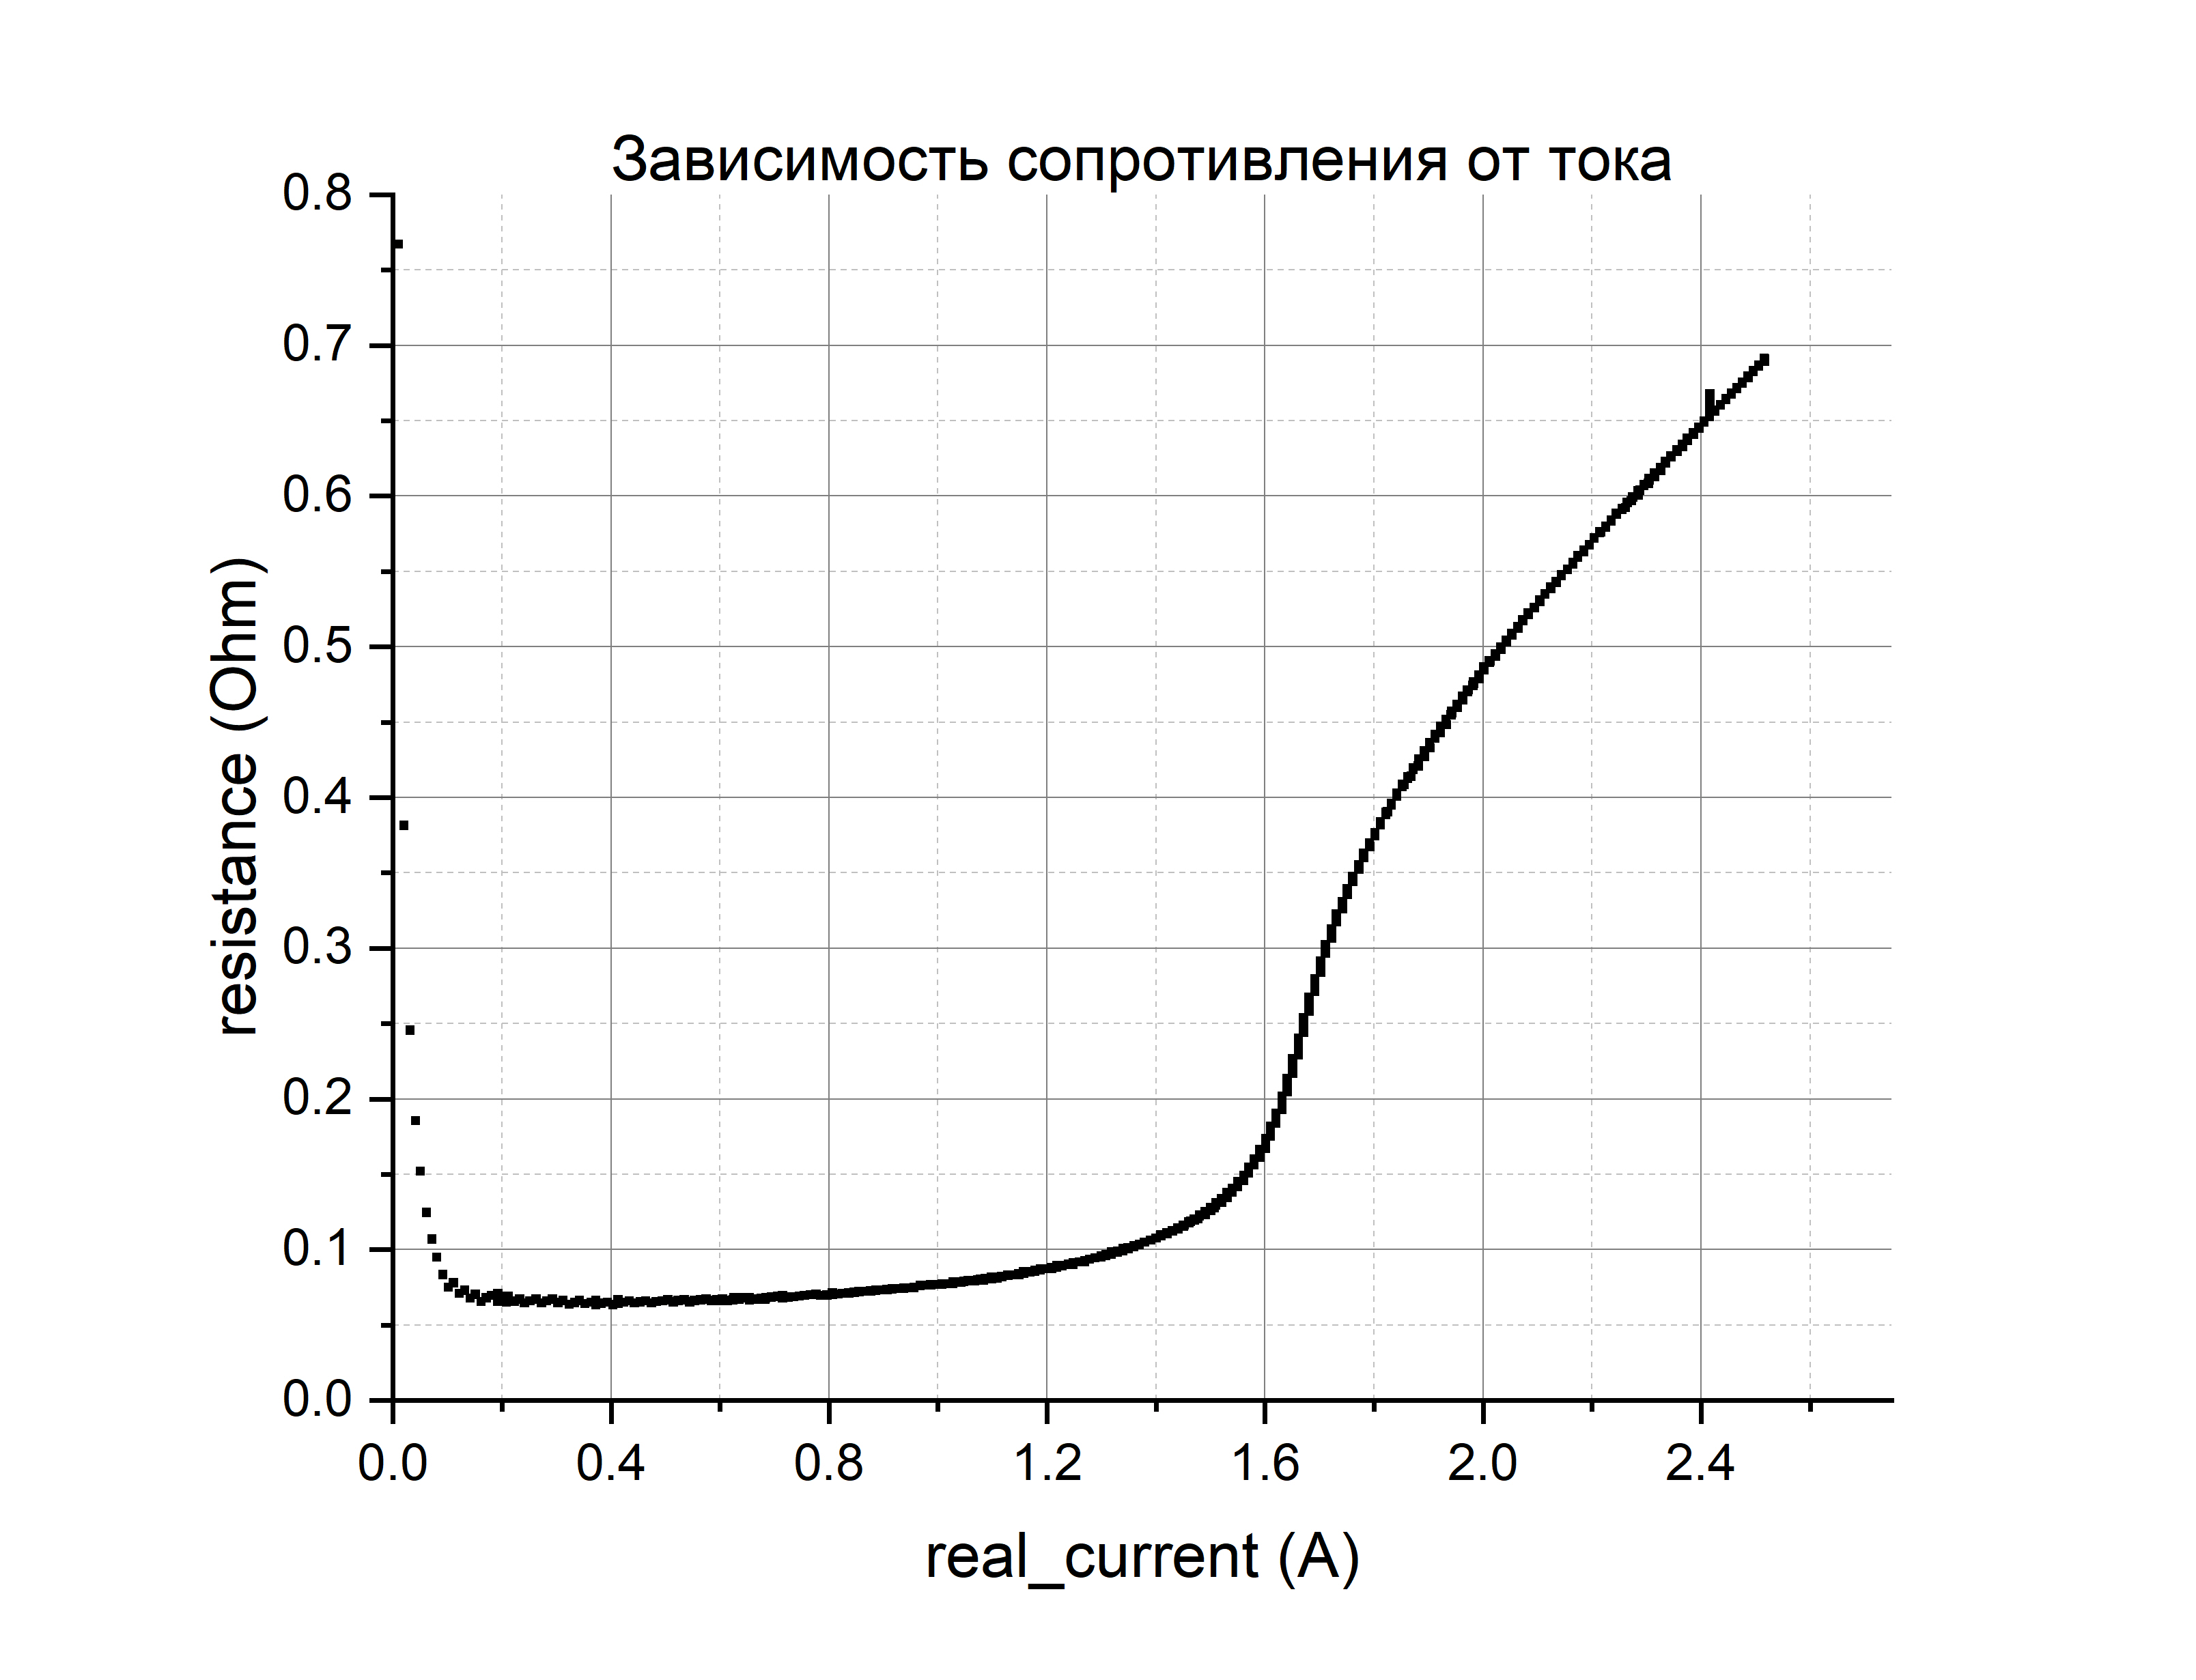 Зависимость сопротивления от тока
0.8
0.7
0.6
0.5
0.4
0.3
0.2
0.1
0.0
resistance (Ohm)
0.0 0.4 0.8 1.2 1.6 2.0 2.4
real_current (A)